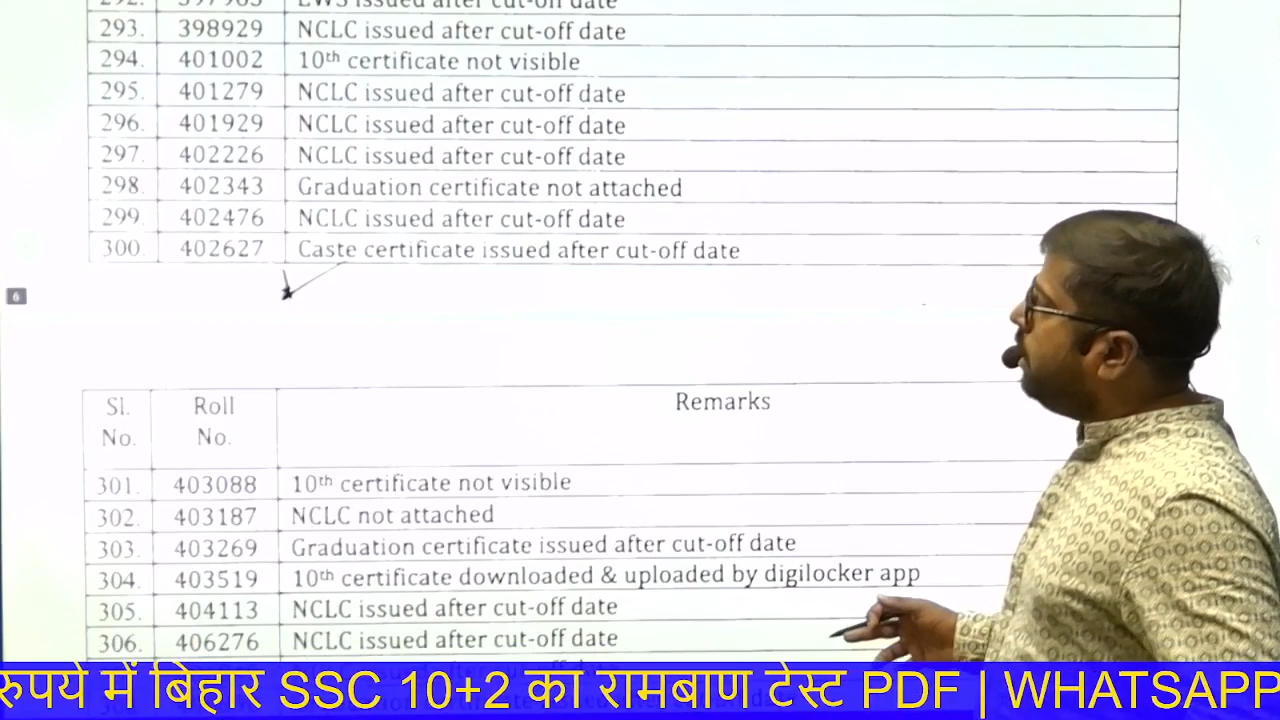 293. 398929 NCLC issued after cut-off date
294. 401002 10th certificate not visible
295. 401279 NCLC issued after cut-off date
296. 401929 NCLC issued after cut-off date
297. 402226 NCLC issued after cut-off date
298. 402343 Graduation certificate not attached
299. 402476 NCLC issued after cut-off date
300. 402627 Caste certificate issued after cut-off date
6
Sl. No. Roll No. Remarks
301. 403088 10th certificate not visible
302. 403187 NCLC not attached
303. 403269 Graduation certificate issued after cut-off date
304. 403519 10th certificate downloaded & uploaded by digilocker app
305. 404113 NCLC issued after cut-off date
306. 406276 NCLC issued after cut-off date
रुपये में बिहार SSC 10+2 का रामबाण टेस्ट PDF | WHATSAPP